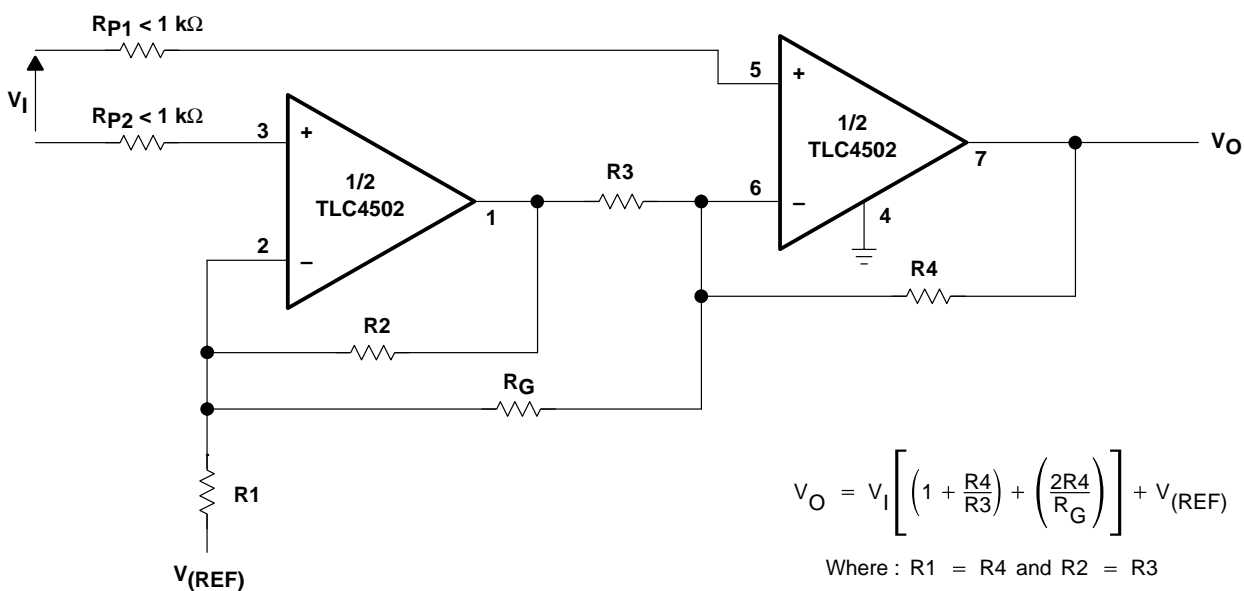 RP1 < 1 kΩ
VI
RP2 < 1 kΩ
3
+
1/2
TLC4502
1
2
–
R3
5
+
1/2
TLC4502
7
VO
6
–
4
R4
R2
RG
R1
V(REF)
VO = VI [ (1 + R4/R3) + (2R4/RG) ] + V(REF)
Where : R1 = R4 and R2 = R3